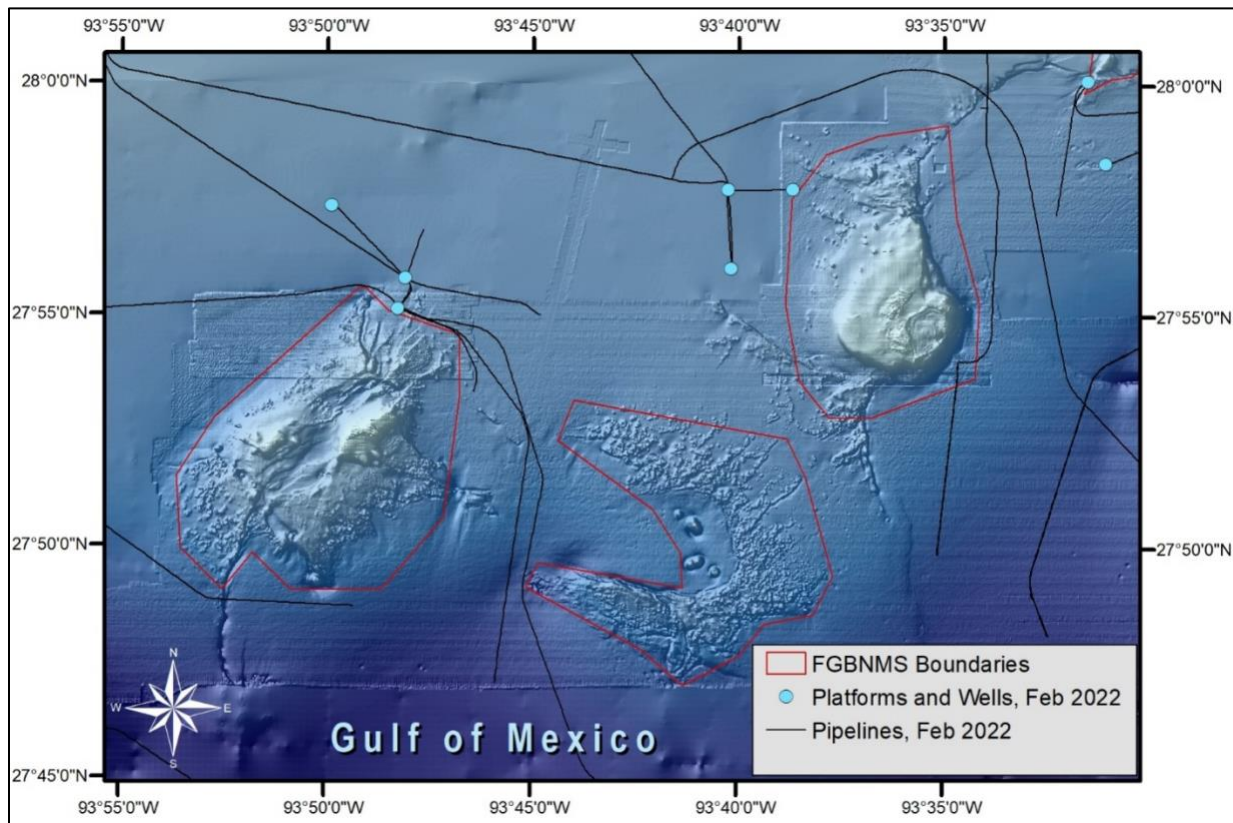 93°55'0"W 93°50'0"W 93°45'0"W 93°40'0"W 93°35'0"W
28°0'0"N 28°0'0"N
27°55'0"N 27°55'0"N
27°50'0"N 27°50'0"N
27°45'0"N
N
W E
S
Gulf of Mexico
FGBNMS Boundaries
Platforms and Wells, Feb 2022
Pipelines, Feb 2022
93°55'0"W 93°50'0"W 93°45'0"W 93°40'0"W 93°35'0"W